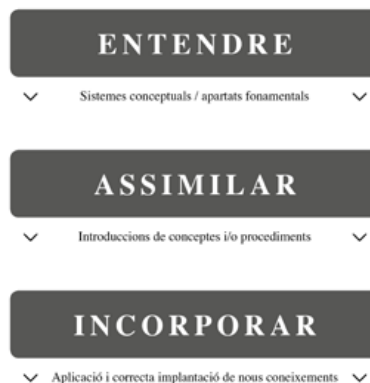 ENTENDRE
Sistemes conceptuals / apartats fonamentals
ASSIMILAR
Introduccions de conceptes i/o procediments
INCORPORAR
Aplicació i correcta implantació de nous coneixements